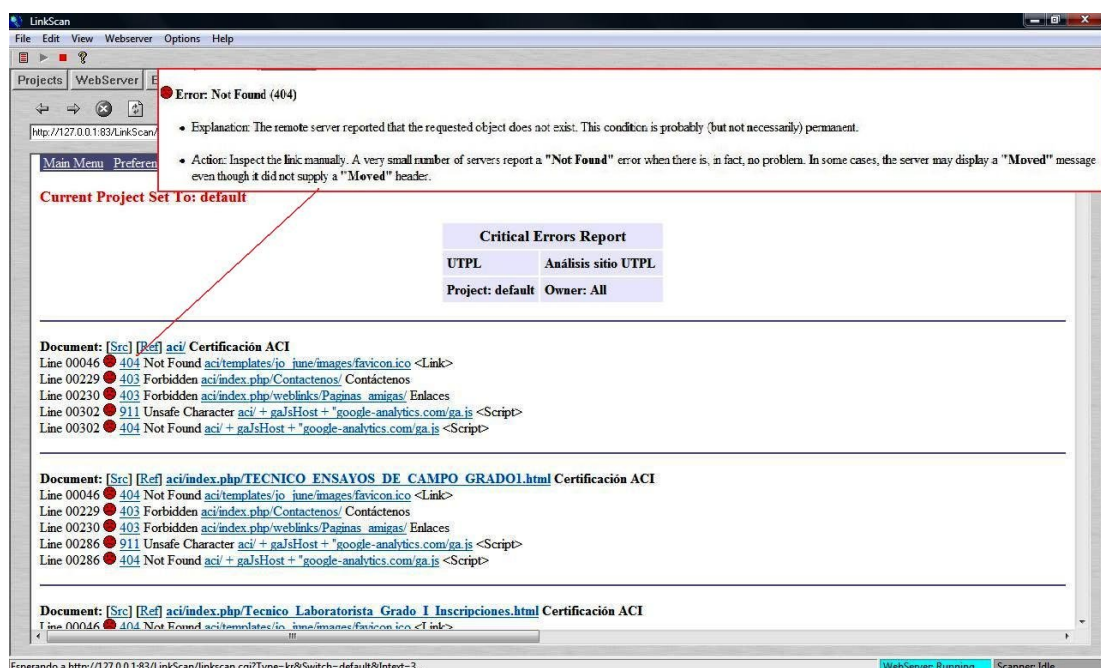 LinkScan
File Edit View Webserver Options Help
Projects WebServer E
http://127.0.0.1:83/LinkScan/
Error: Not Found (404)
• Explanation: The remote server reported that the requested object does not exist. This condition is probably (but not necessarily) permanent.
• Action: Inspect the link manually. A very small number of servers report a "Not Found" error when there is, in fact, no problem. In some cases, the server may display a "Moved" message
even though it did not supply a "Moved" header.
Main Menu Preferen
Current Project Set To: default
Critical Errors Report
UTPL Análisis sitio UTPL
Project: default Owner: All
Document: [Src] [Ref] aci/ Certificación ACI
Line 00046 404 Not Found aci/templates/jo_june/images/favicon.ico <Link>
Line 00229 403 Forbidden aci/index.php/Contactenos/ Contáctenos
Line 00230 403 Forbidden aci/index.php/weblinks/Paginas_amigas/ Enlaces
Line 00302 911 Unsafe Character aci/ + gaJsHost + "google-analytics.com/ga.js <Script>
Line 00302 404 Not Found aci/ + gaJsHost + "google-analytics.com/ga.js <Script>
Document: [Src] [Ref] aci/index.php/TECNICO_ENSAYOS_DE_CAMPO_GRADO1.html Certificación ACI
Line 00046 404 Not Found aci/templates/jo_june/images/favicon.ico <Link>
Line 00229 403 Forbidden aci/index.php/Contactenos/ Contáctenos
Line 00230 403 Forbidden aci/index.php/weblinks/Paginas_amigas/ Enlaces
Line 00286 911 Unsafe Character aci/ + gaJsHost + "google-analytics.com/ga.js <Script>
Line 00286 404 Not Found aci/ + gaJsHost + "google-analytics.com/ga.js <Script>
Document: [Src] [Ref] aci/index.php/Tecnico_Laboratorista_Grado_I_Inscripciones.html Certificación ACI
Line 00046 404 Not Found aci/templates/jo_june/images/favicon.ico <Link>
Esperando a http://127.0.0.1:83/LinkScan/linkscan.cgi?Type=kr&Switch=default&Intext=3 WebServer Running Scanner Idle